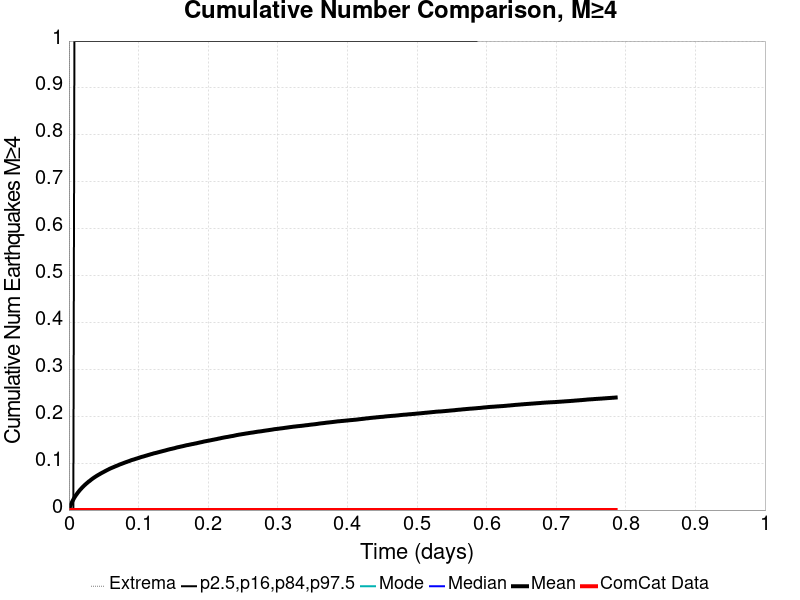 Cumulative Number Comparison, M≥4
Cumulative Num Earthquakes M≥4
1
0.9
0.8
0.7
0.6
0.5
0.4
0.3
0.2
0.1
0
0 0.1 0.2 0.3 0.4 0.5 0.6 0.7 0.8 0.9 1
Time (days)
Extrema p2.5,p16,p84,p97.5 Mode Median Mean ComCat Data